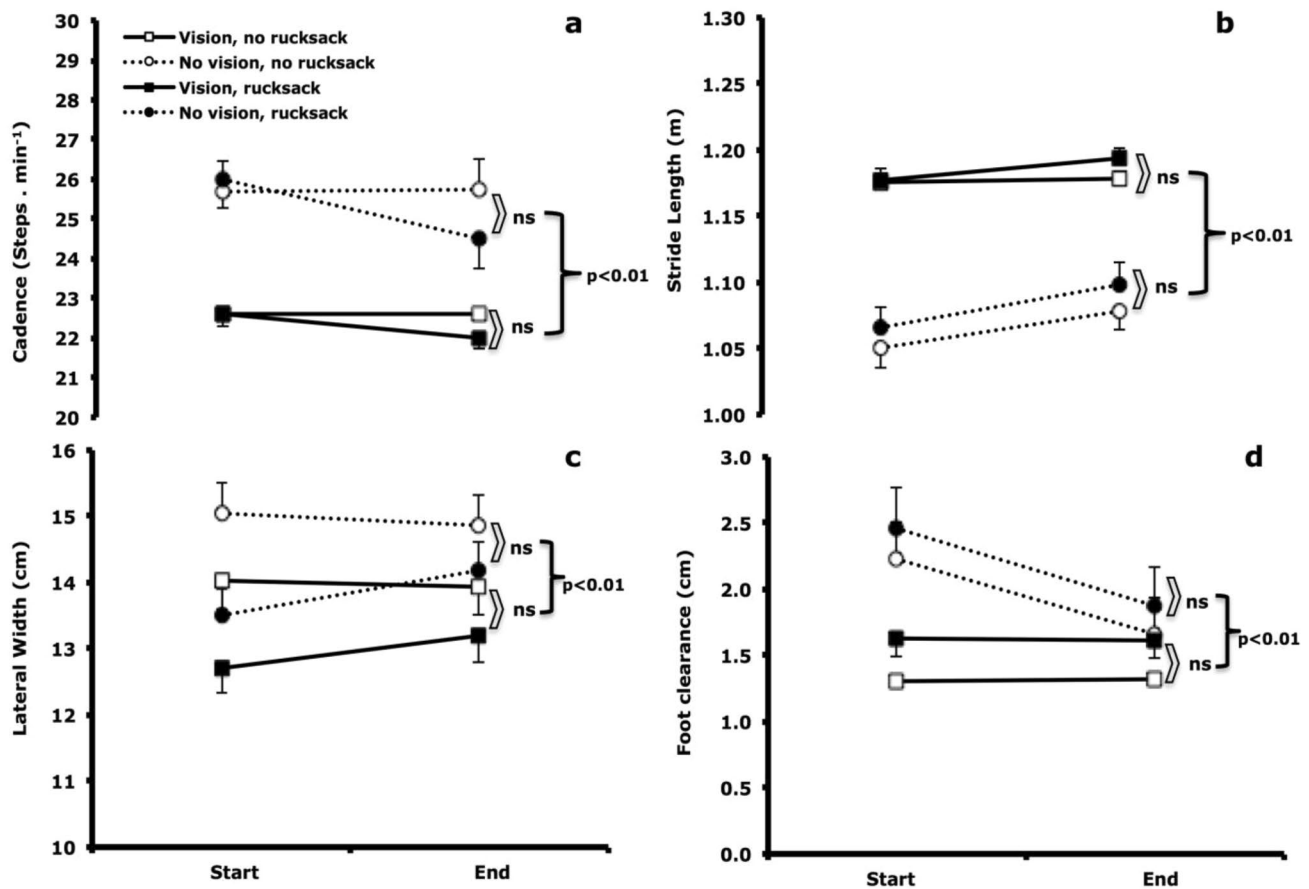 a
Cadence (Steps . min⁻¹)
30
29
28
27
26
25
24
23
22
21
20
Vision, no rucksack
No vision, no rucksack
Vision, rucksack
No vision, rucksack
ns
ns
p<0.01
b
Stride Length (m)
1.30
1.25
1.20
1.15
1.10
1.05
1.00
ns
ns
p<0.01
c
Lateral Width (cm)
16
15
14
13
12
11
10
ns
ns
p<0.01
Start
End
d
Foot clearance (cm)
3.0
2.5
2.0
1.5
1.0
0.5
0.0
ns
ns
p<0.01
Start
End